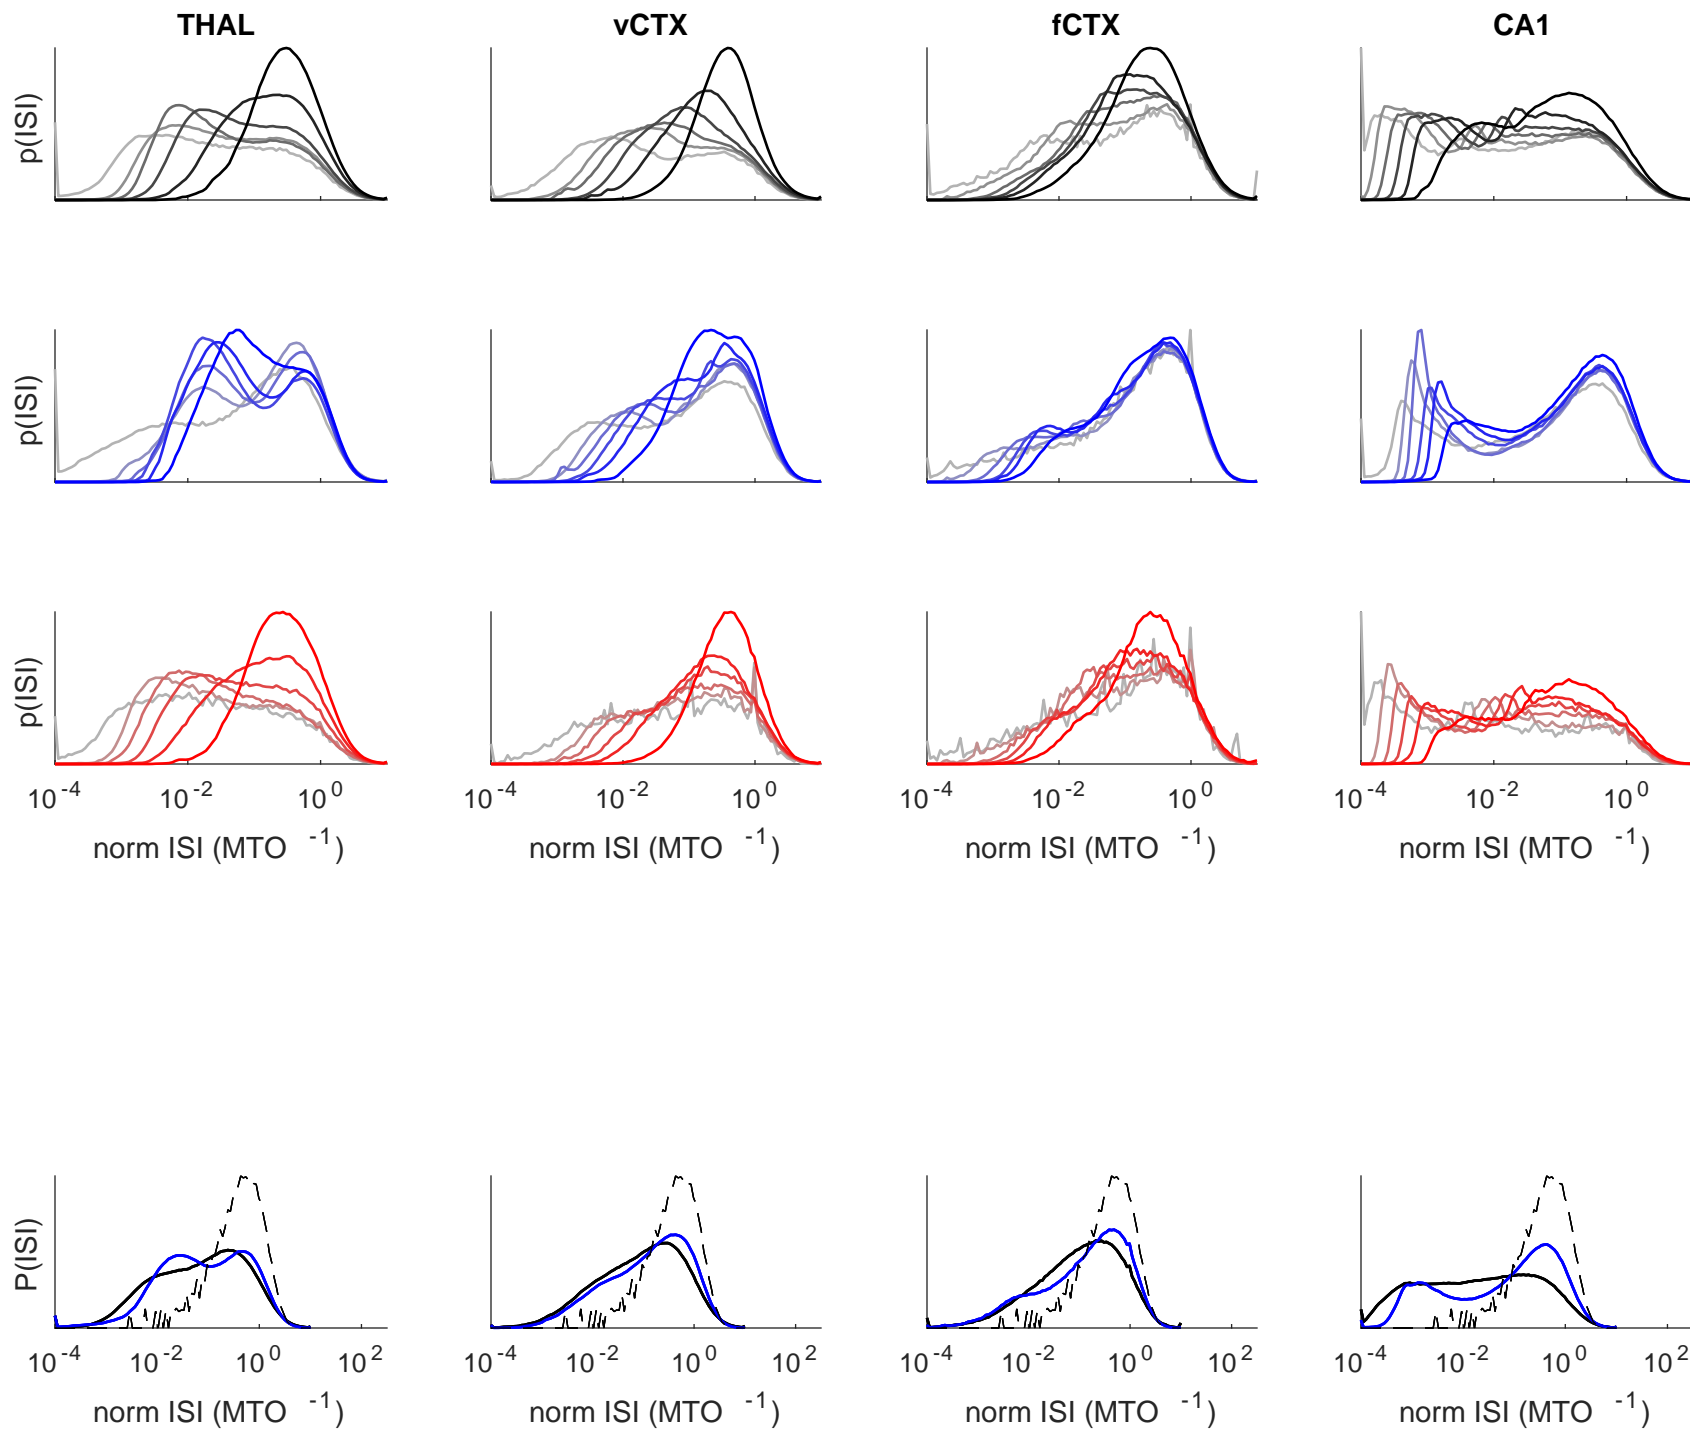 THAL vCTX fCTX CA1
p(ISI)
p(ISI)
p(ISI)
10^-4 10^-2 10^0 10^-4 10^-2 10^0 10^-4 10^-2 10^0 10^-4 10^-2 10^0
norm ISI (MTO ^-1) norm ISI (MTO ^-1) norm ISI (MTO ^-1) norm ISI (MTO ^-1)
P(ISI)
10^-4 10^-2 10^0 10^2 10^-4 10^-2 10^0 10^2 10^-4 10^-2 10^0 10^2 10^-4 10^-2 10^0 10^2
norm ISI (MTO ^-1) norm ISI (MTO ^-1) norm ISI (MTO ^-1) norm ISI (MTO ^-1)